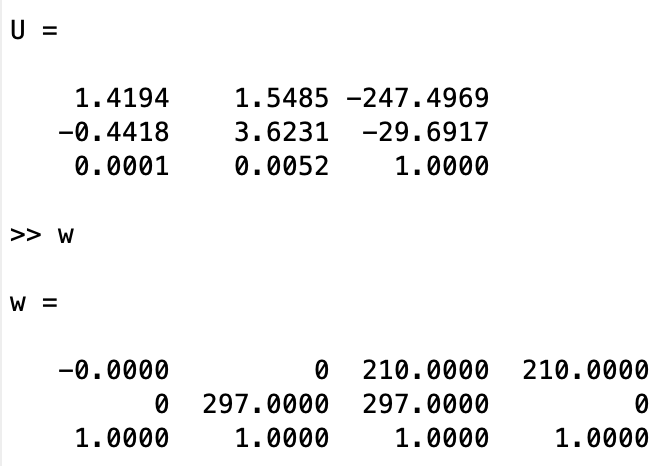 U =
1.4194 1.5485 -247.4969
-0.4418 3.6231 -29.6917
0.0001 0.0052 1.0000
>> w
w =
-0.0000 0 210.0000 210.0000
0 297.0000 297.0000 0
1.0000 1.0000 1.0000 1.0000